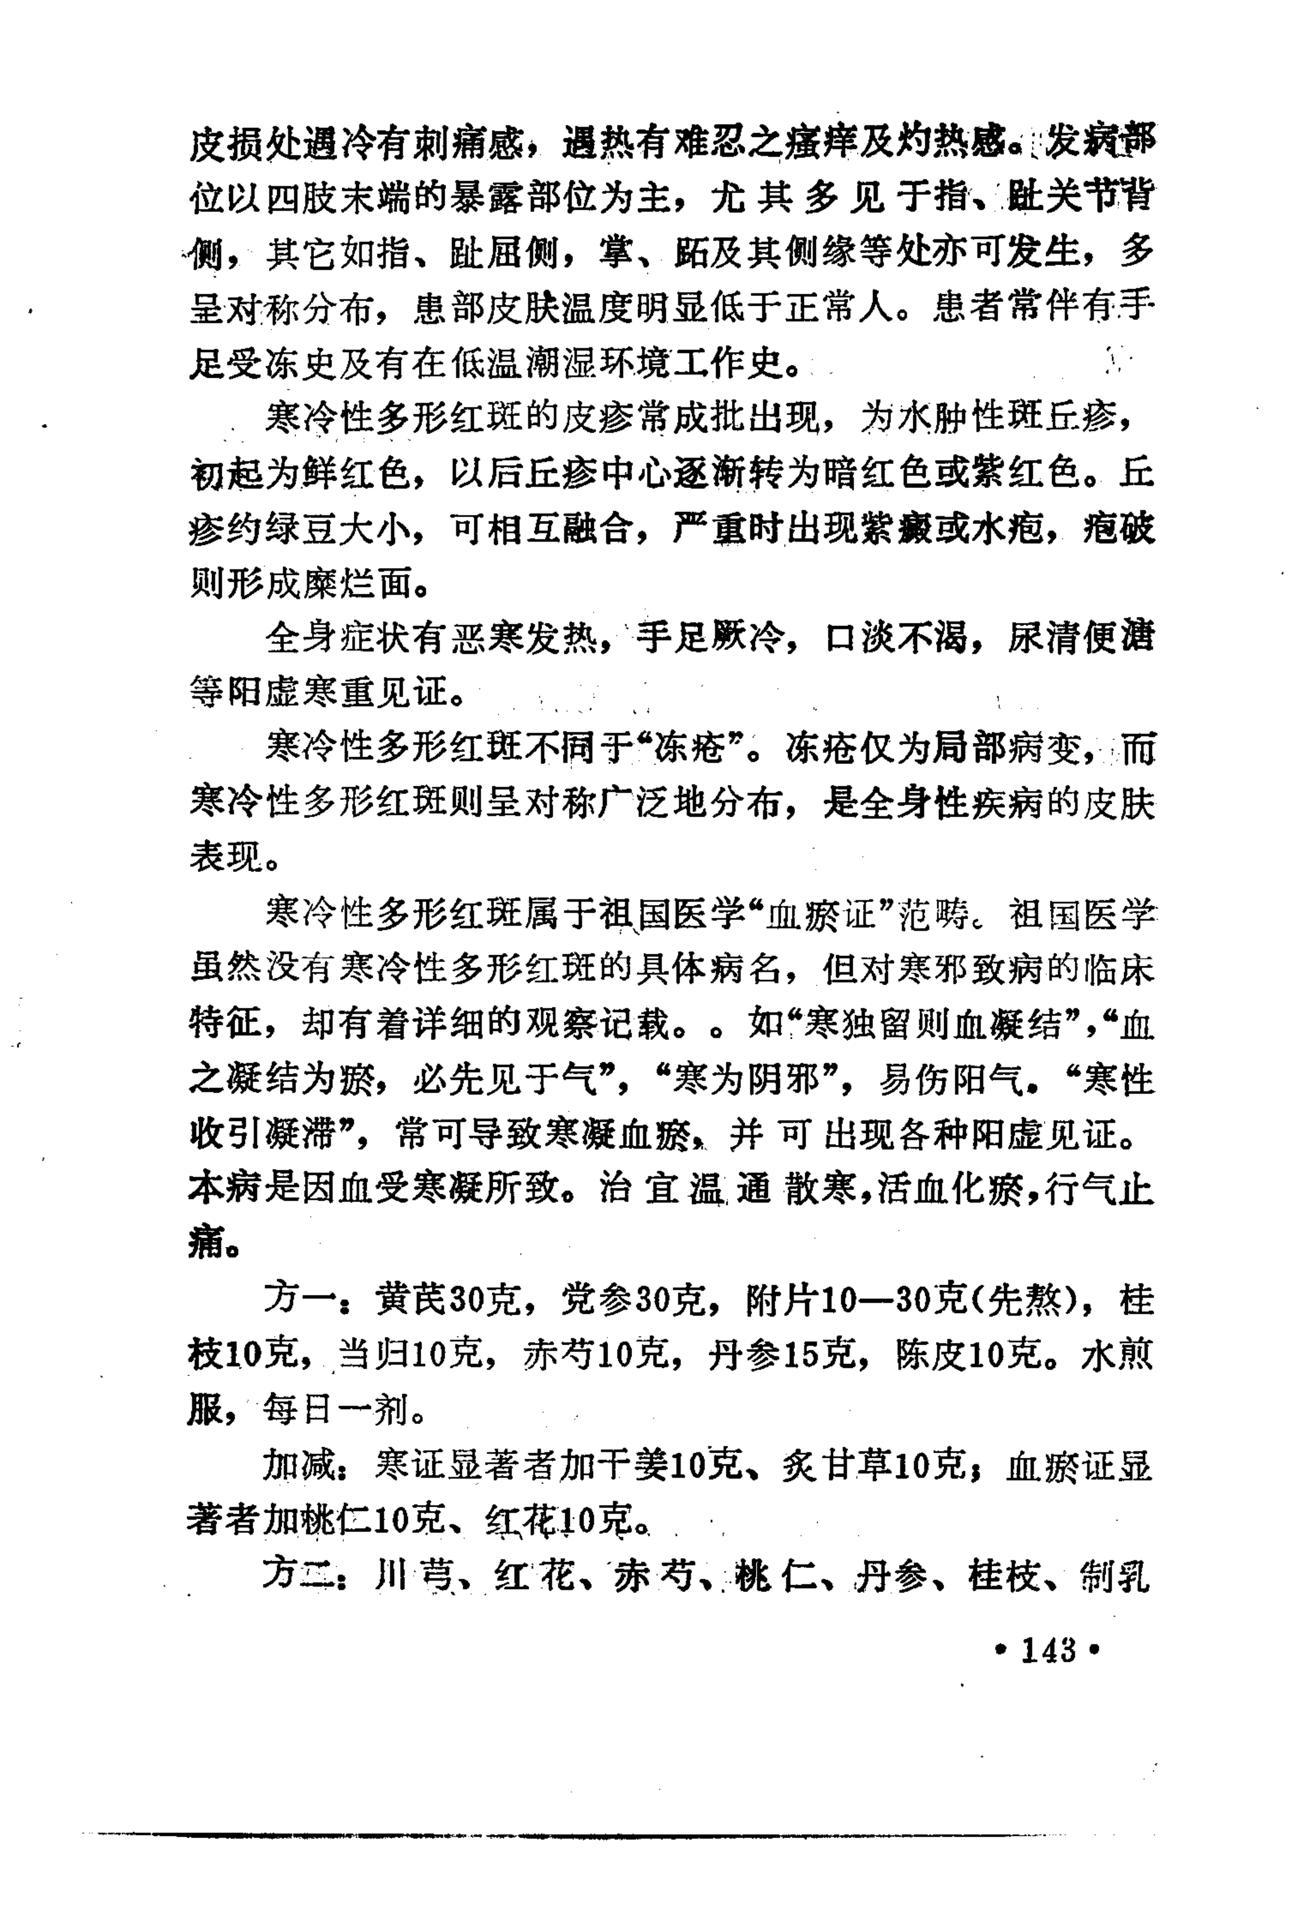 皮损处遇冷有刺痛感，遇热有难忍之瘙痒及灼热感。发病部
位以四肢末端的暴露部位为主，尤其多见于指、趾关节背
侧，其它如指、趾屈侧，掌、跖及其侧缘等处亦可发生，多
呈对称分布，患部皮肤温度明显低于正常人。患者常伴有手
足受冻史及有在低温潮湿环境工作史。
寒冷性多形红斑的皮疹常成批出现，为水肿性斑丘疹，
初起为鲜红色，以后丘疹中心逐渐转为暗红色或紫红色。丘
疹约绿豆大小，可相互融合，严重时出现紫癜或水疱，疱破
则形成糜烂面。
全身症状有恶寒发热，手足厥冷，口淡不渴，尿清便溏
等阳虚寒重见证。
寒冷性多形红斑不同于“冻疮”。冻疮仅为局部病变，而
寒冷性多形红斑则呈对称广泛地分布，是全身性疾病的皮肤
表现。
寒冷性多形红斑属于祖国医学“血瘀证”范畴。祖国医学
虽然没有寒冷性多形红斑的具体病名，但对寒邪致病的临床
特征，却有着详细的观察记载。。如“寒独留则血凝结”，“血
之凝结为瘀，必先见于气”，“寒为阴邪”，易伤阳气．“寒性
收引凝滞”，常可导致寒凝血瘀，并可出现各种阳虚见证。
本病是因血受寒凝所致。治宜温通散寒，活血化瘀，行气止
痛。
方一：黄芪30克，党参30克，附片10—30克(先熬)，桂
枝10克，当归10克，赤芍10克，丹参15克，陈皮10克。水煎
服，每日一剂。
加减：寒证显著者加干姜10克、炙甘草10克；血瘀证显
著者加桃仁10克、红花10克。
方二：川芎、红花、赤芍、桃仁、丹参、桂枝、制乳
•143•